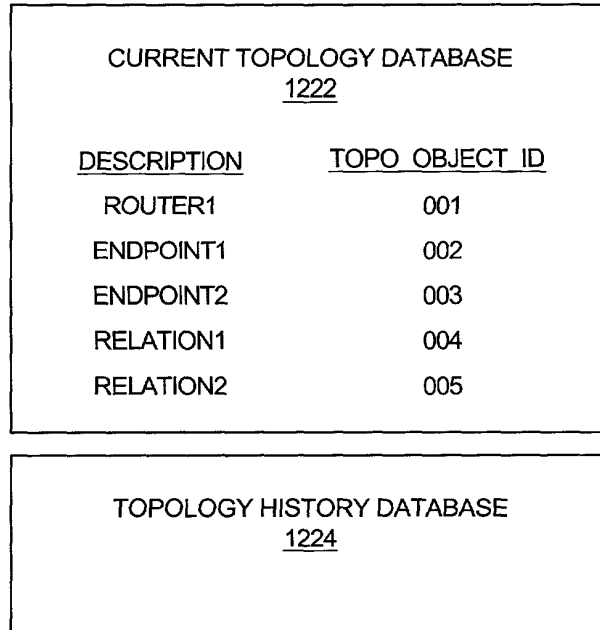 CURRENT TOPOLOGY DATABASE
1222
DESCRIPTION TOPO OBJECT ID
ROUTER1 001
ENDPOINT1 002
ENDPOINT2 003
RELATION1 004
RELATION2 005
TOPOLOGY HISTORY DATABASE
1224